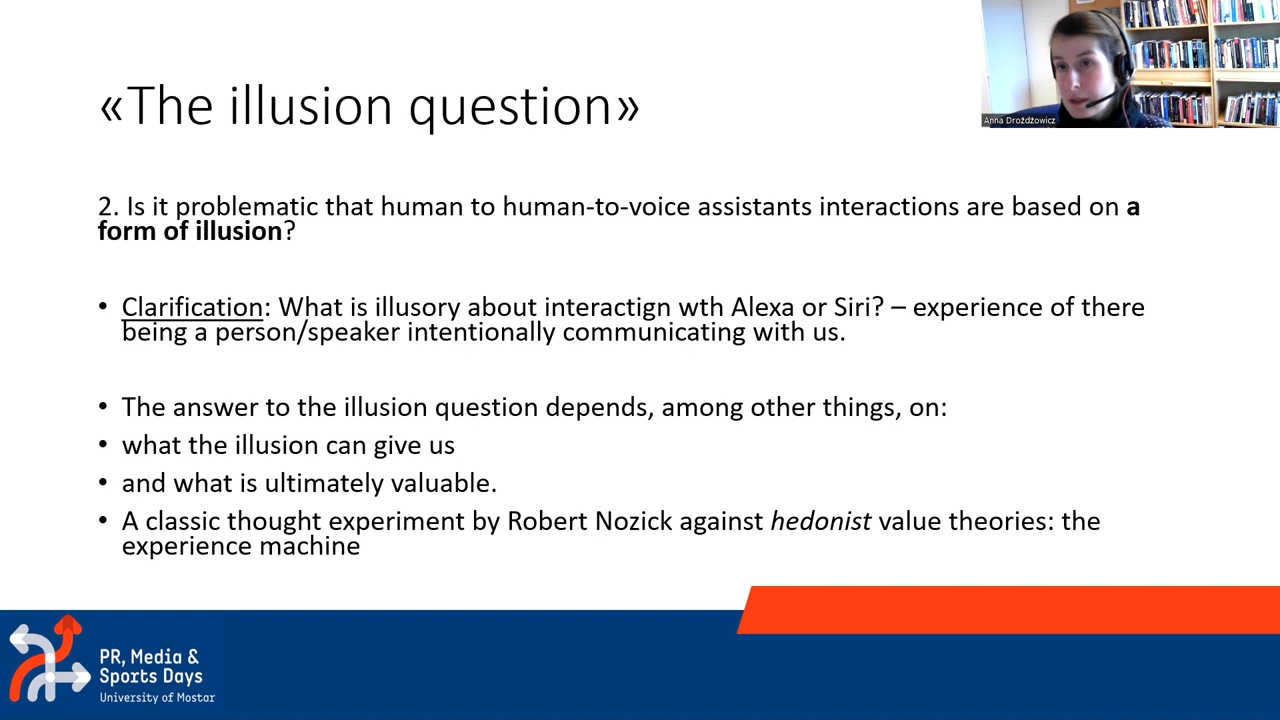 «The illusion question»
Anna Drożdżowicz
2. Is it problematic that human to human-to-voice assistants interactions are based on a
form of illusion?
• Clarification: What is illusory about interactign wth Alexa or Siri? – experience of there
being a person/speaker intentionally communicating with us.
• The answer to the illusion question depends, among other things, on:
• what the illusion can give us
• and what is ultimately valuable.
• A classic thought experiment by Robert Nozick against hedonist value theories: the
experience machine
PR, Media &
Sports Days
University of Mostar